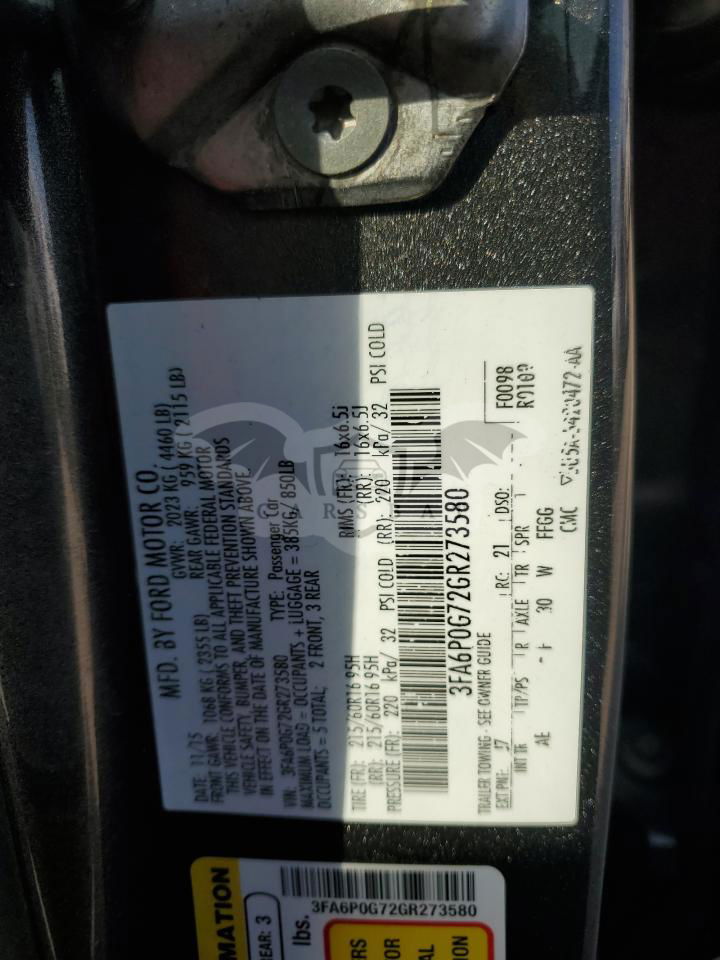 MFD. BY FORD MOTOR CO.
DATE: 11/15 GVWR: 2023 KG ( 4460 LB)
FRONT GAWR: 1068 KG ( 2355 LB) REAR GAWR: 959 KG ( 2115 LB)
THIS VEHICLE CONFORMS TO ALL APPLICABLE FEDERAL MOTOR
VEHICLE SAFETY, BUMPER, AND THEFT PREVENTION STANDARDS
IN EFFECT ON THE DATE OF MANUFACTURE SHOWN ABOVE.
VIN: 3FA6P0G72GR273580 TYPE: Passenger Car
MAXIMUM LOAD = OCCUPANTS + LUGGAGE = 385KG/ 850LB
OCCUPANTS = 5 TOTAL; 2 FRONT, 3 REAR
TIRE (FR): 215/60R16 95H RIMS (FR): 16x6.5J
(RR): 215/60R16 95H (RR): 16x6.5J
PRESSURE (FR): 220 kPa/ 32 PSI COLD (RR): 220 kPa/ 32 PSI COLD
3FA6P0G72GR273580
TRAILER TOWING - SEE OWNER GUIDE
F0098
EXT PNT: J7 RC: 21 DSO:
INT TR TP/PS R AXLE TR SPR
AE 30 W FFGG
CMC
CARSDA
MATION
REAR: 3
lbs.
3FA6P0G72GR273580